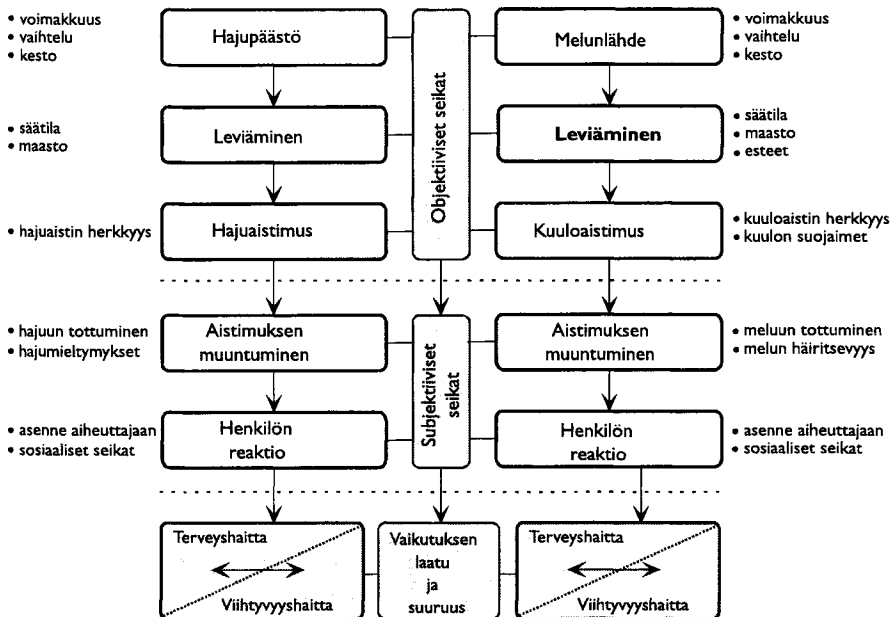 • voimakkuus
• vaihtelu
• kesto
Hajupäästö
Melunlähde
• voimakkuus
• vaihtelu
• kesto
• säätila
• maasto
Leviäminen
Leviäminen
• säätila
• maasto
• esteet
Objektiiviset seikat
• hajuaistin herkkyys
Hajuaistimus
Kuuloaistimus
• kuuloaistin herkkyys
• kuulon suojaimet
• hajuun tottuminen
• hajumieltymykset
Aistimuksen
muuntuminen
Aistimuksen
muuntuminen
• meluun tottuminen
• melun häiritsevyys
Subjektiiviset
seikat
• asenne aiheuttajaan
• sosiaaliset seikat
Henkilön
reaktio
Henkilön
reaktio
• asenne aiheuttajaan
• sosiaaliset seikat
Terveyshaitta
Viihtyvyyshaitta
Vaikutuksen
laatu
ja
suuruus
Terveyshaitta
Viihtyvyyshaitta